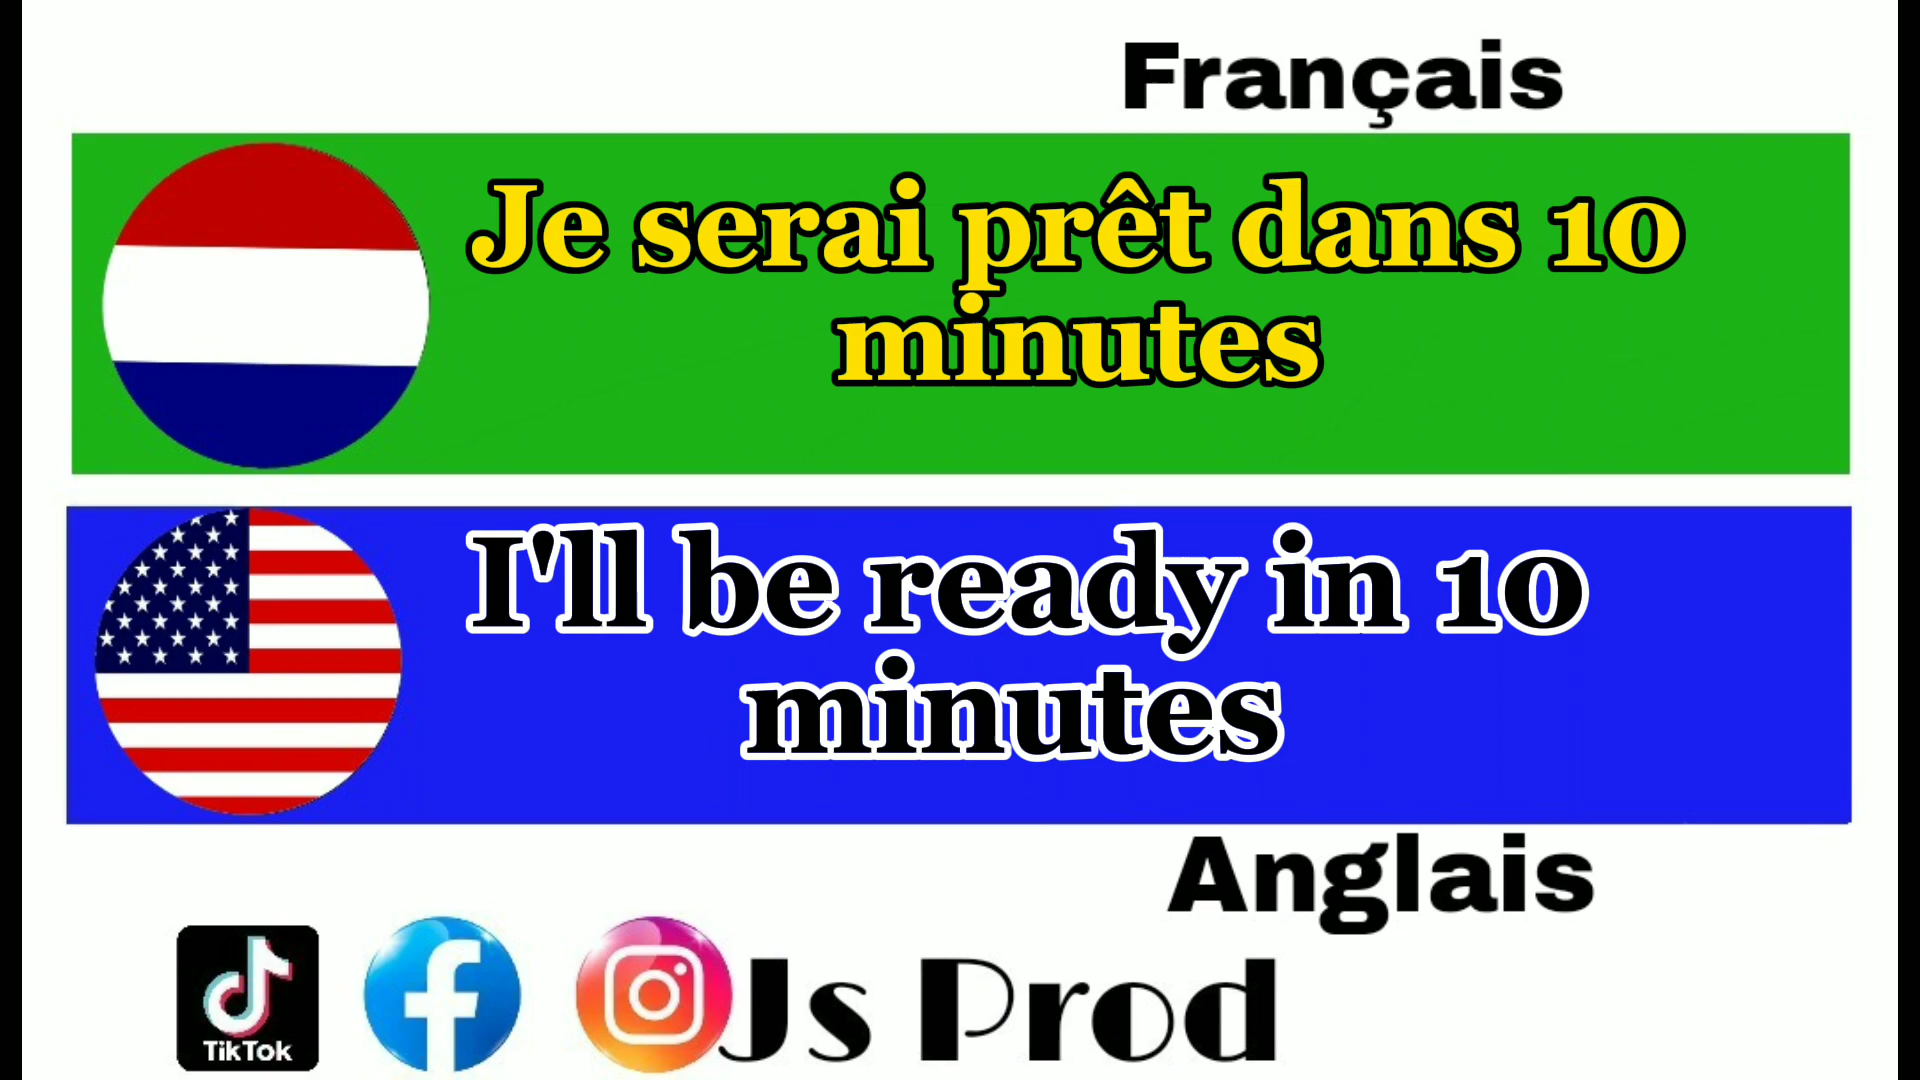 Français
Je serai prêt dans 10
minutes
I'll be ready in 10
minutes
Anglais
TikTok
Js Prod